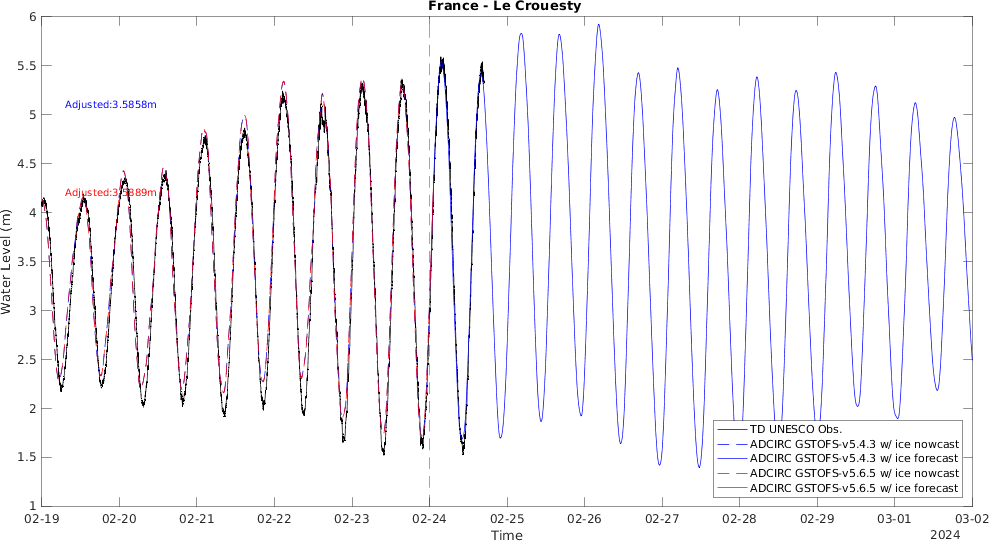 France - Le Crouesty
6
5.5
5
4.5
4
3.5
3
2.5
2
1.5
1
Water Level (m)
Adjusted:3.5858m
Adjusted:3.5889m
TD UNESCO Obs.
ADCIRC GSTOFS-v5.4.3 w/ ice nowcast
ADCIRC GSTOFS-v5.4.3 w/ ice forecast
ADCIRC GSTOFS-v5.6.5 w/ ice nowcast
ADCIRC GSTOFS-v5.6.5 w/ ice forecast
02-19 02-20 02-21 02-22 02-23 02-24 02-25 02-26 02-27 02-28 02-29 03-01 03-02
Time
2024